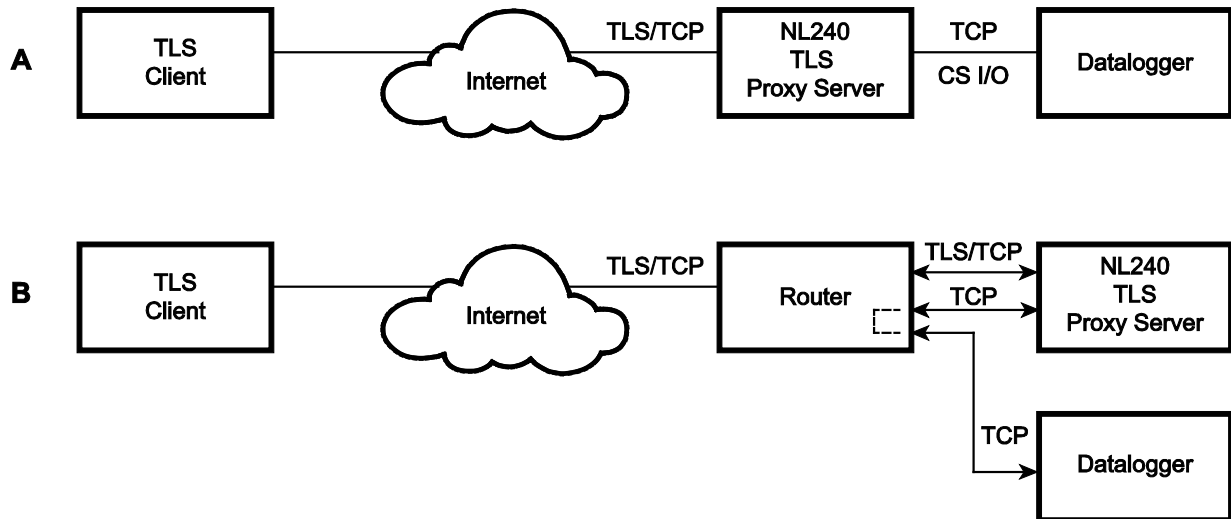 A
TLS
Client
Internet
TLS/TCP
NL240
TLS
Proxy Server
TCP
CS I/O
Datalogger
B
TLS
Client
Internet
TLS/TCP
Router
TLS/TCP
TCP
NL240
TLS
Proxy Server
TCP
Datalogger